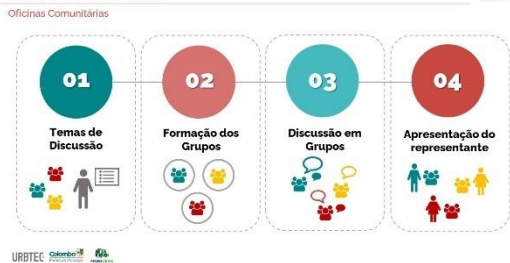 Oficinas Comunitárias
01
02
03
04
Temas de
Discussão
Formação dos
Grupos
Discussão em
Grupos
Apresentação do
representante
URBTEC
Colombo